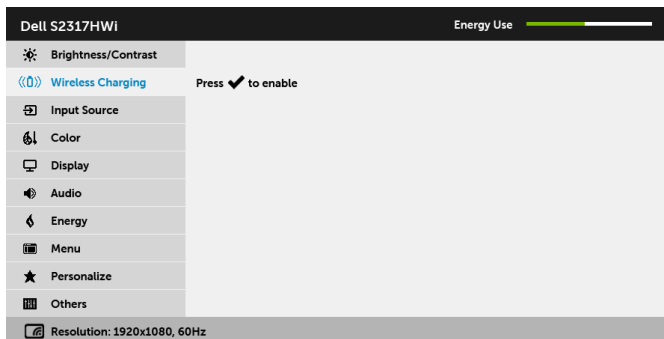 Dell S2317HWi
Energy Use
Brightness/Contrast
Wireless Charging
Press ✔ to enable
Input Source
Color
Display
Audio
Energy
Menu
Personalize
Others
Resolution: 1920x1080, 60Hz